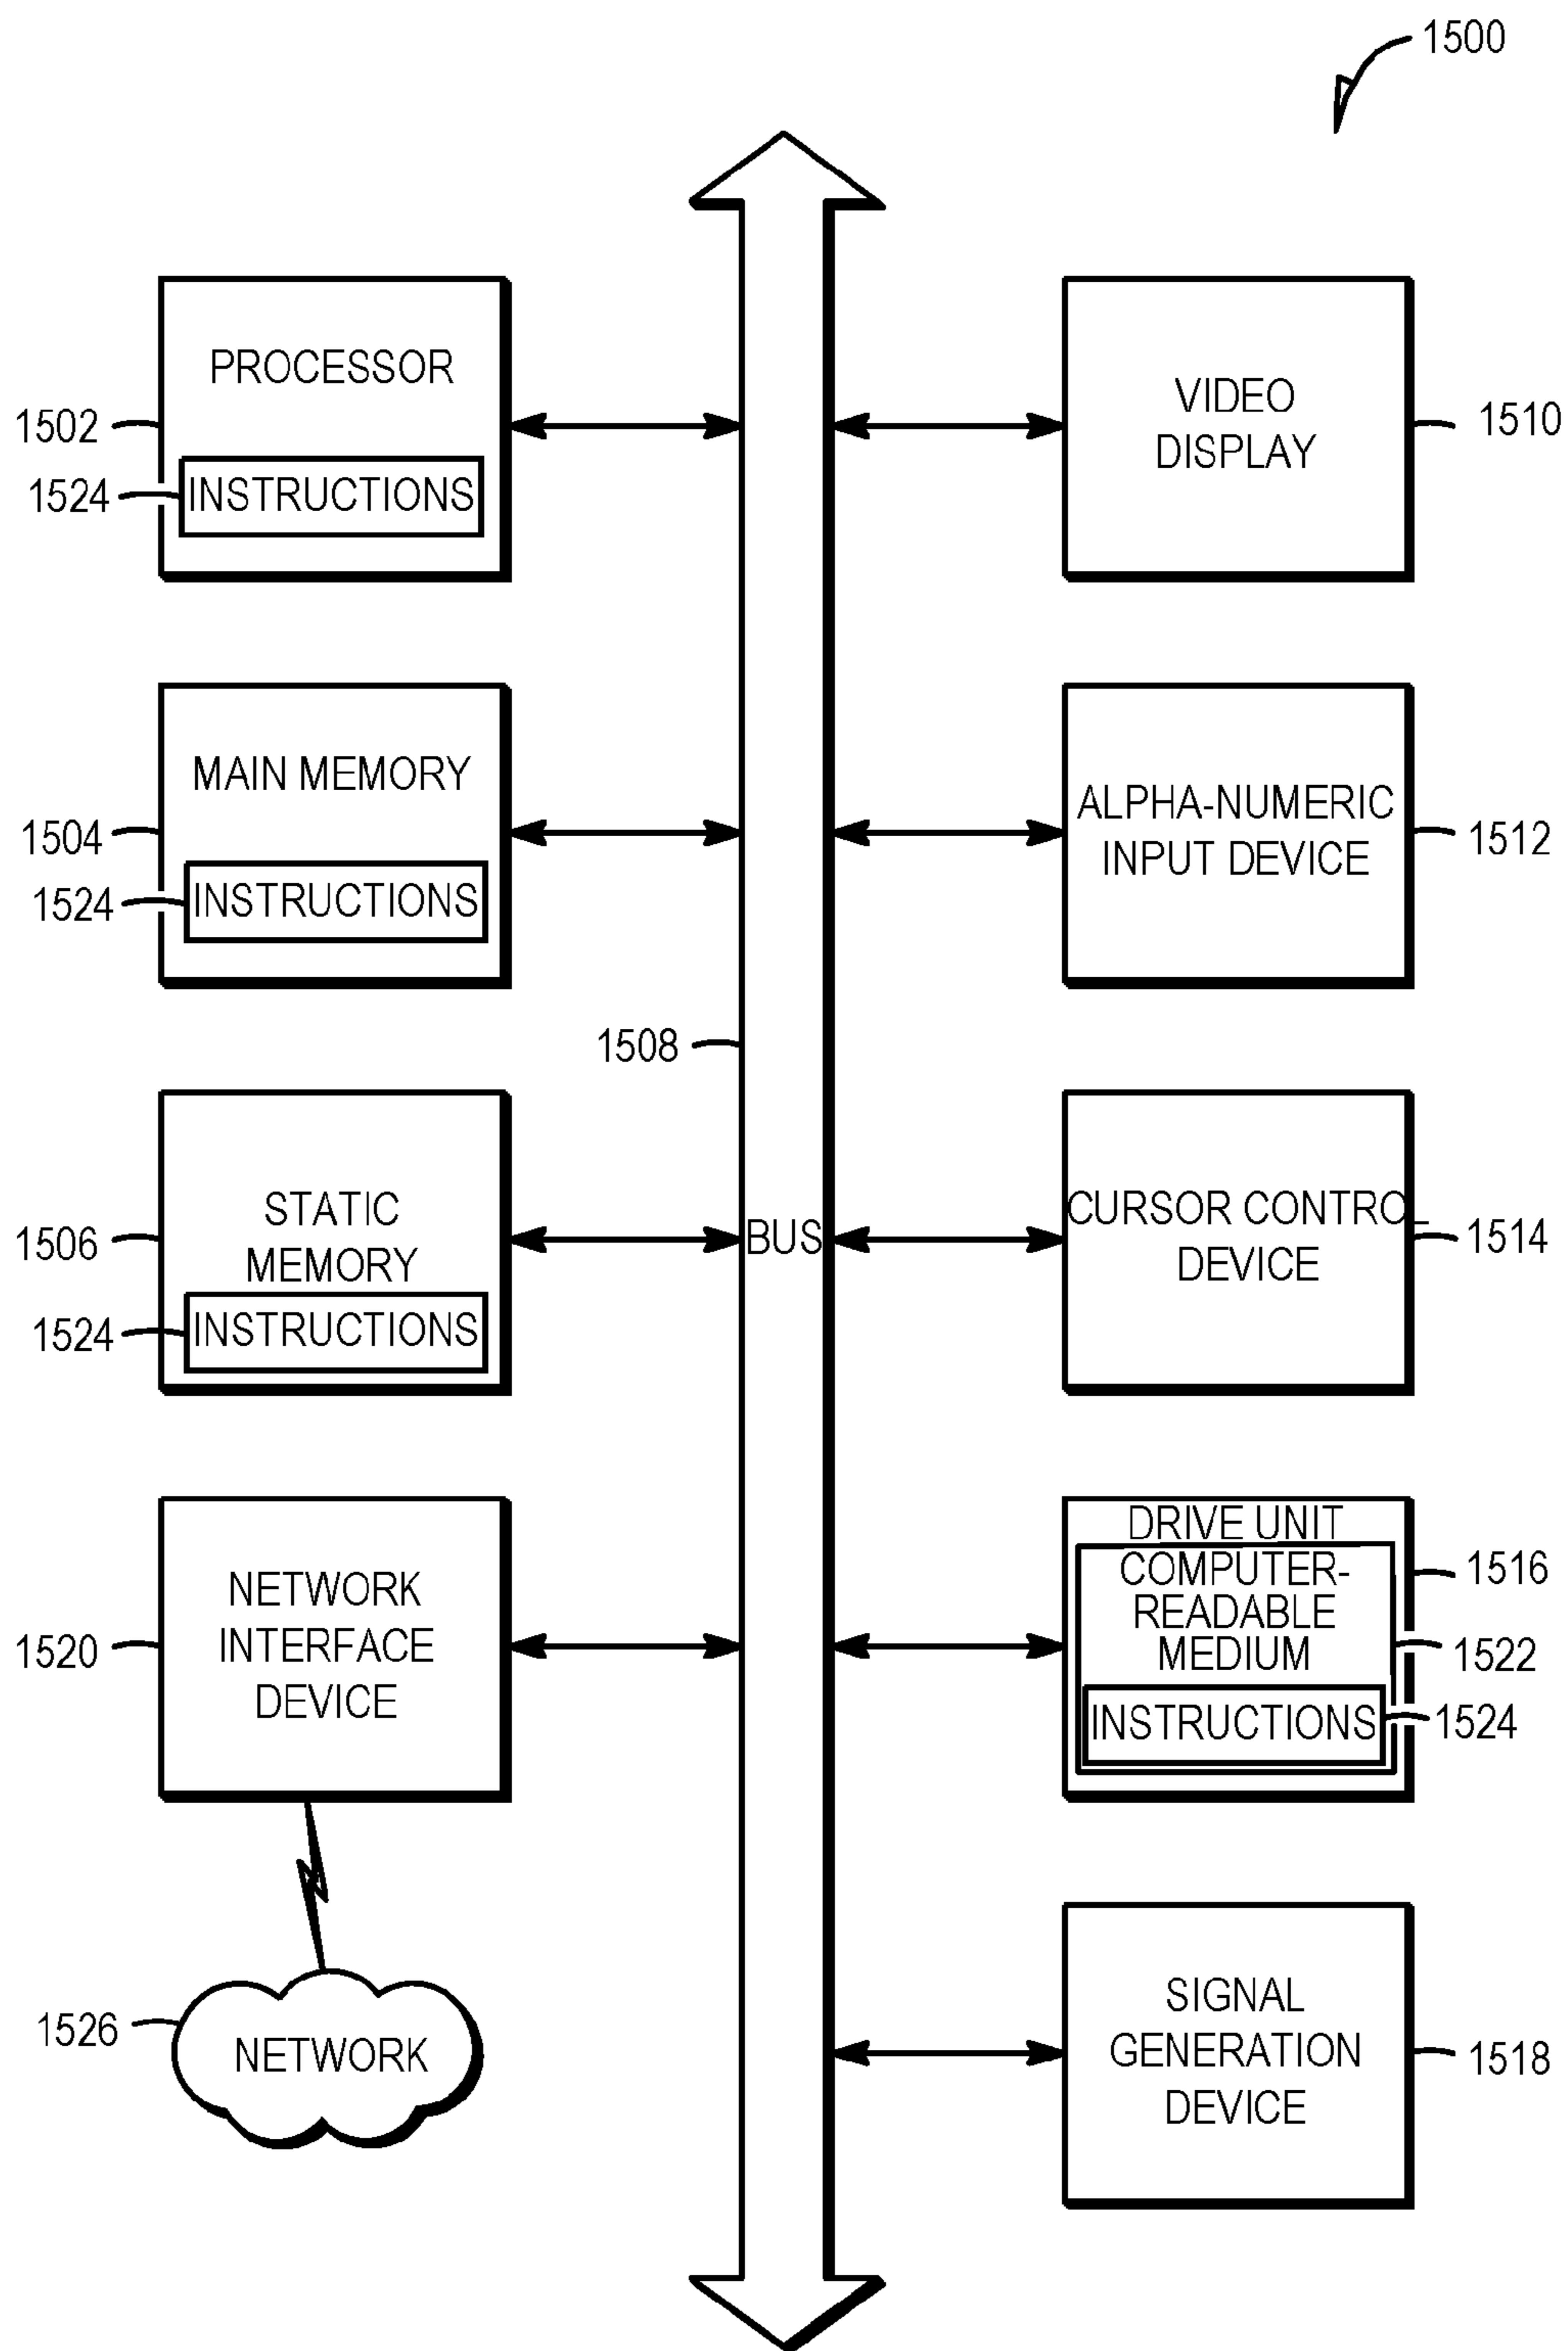 1500
PROCESSOR
1502
1524
INSTRUCTIONS
VIDEO
DISPLAY
1510
MAIN MEMORY
1504
1524
INSTRUCTIONS
ALPHA-NUMERIC
INPUT DEVICE
1512
1508
BUS
STATIC
MEMORY
1506
1524
INSTRUCTIONS
CURSOR CONTROL
DEVICE
1514
NETWORK
INTERFACE
DEVICE
1520
DRIVE UNIT
COMPUTER-
READABLE
MEDIUM
INSTRUCTIONS
1516
1522
1524
1526
NETWORK
SIGNAL
GENERATION
DEVICE
1518